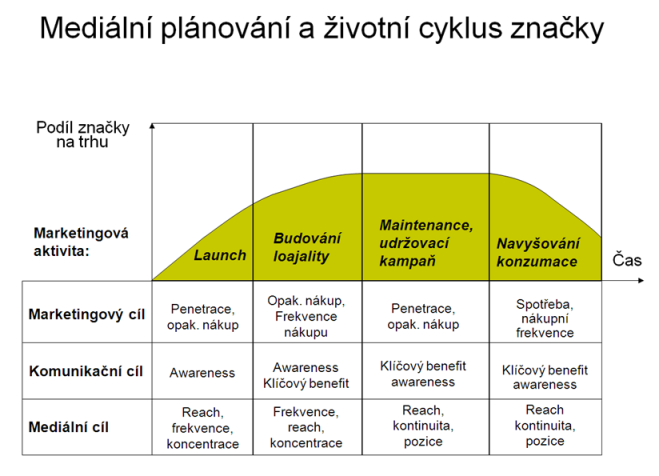 Mediální plánování a životní cyklus značky
Podíl značky
na trhu
Marketingová
aktivita:
Launch
Budování
loajality
Maintenance,
udržovací
kampaň
Navyšování
konzumace
Čas
Marketingový cíl
Penetrace,
opak. nákup
Opak. nákup,
Frekvence
nákupu
Penetrace,
opak. nákup
Spotřeba,
nákupní
frekvence
Komunikační cíl
Awareness
Awareness
Klíčový benefit
Klíčový benefit
awareness
Klíčový benefit
awareness
Mediální cíl
Reach,
frekvence,
koncentrace
Frekvence,
reach,
koncentrace
Reach,
kontinuita,
pozice
Reach
kontinuita,
pozice